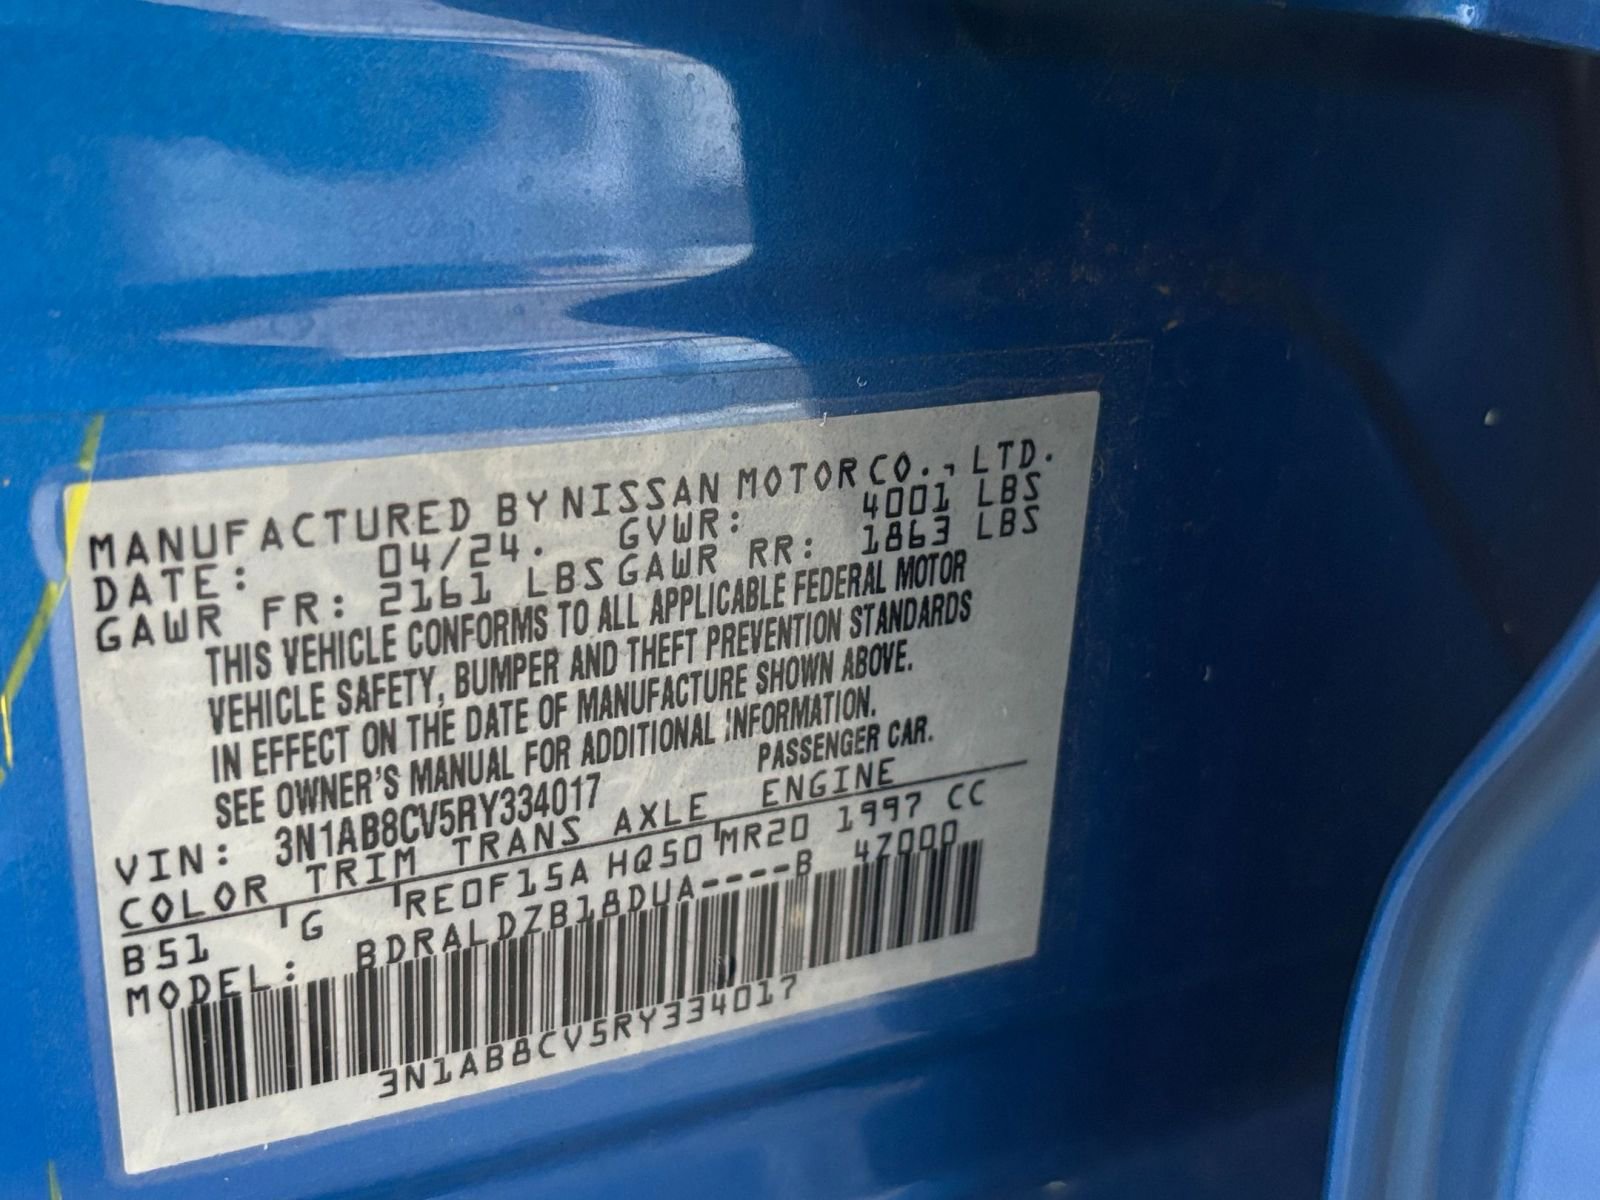 MANUFACTURED BY NISSAN MOTOR CO., LTD.
DATE: 04/24. GVWR: 4001 LBS
GAWR FR: 2161 LBS GAWR RR: 1863 LBS
THIS VEHICLE CONFORMS TO ALL APPLICABLE FEDERAL MOTOR
VEHICLE SAFETY, BUMPER AND THEFT PREVENTION STANDARDS
IN EFFECT ON THE DATE OF MANUFACTURE SHOWN ABOVE.
SEE OWNER'S MANUAL FOR ADDITIONAL INFORMATION.
VIN: 3N1AB8CV5RY334017 PASSENGER CAR.
COLOR TRIM TRANS AXLE ENGINE
B51 G RE0F15A HQ50 MR20 1997 CC
MODEL: BDRALDZB18DUA----B 47000
3N1AB8CV5RY334017